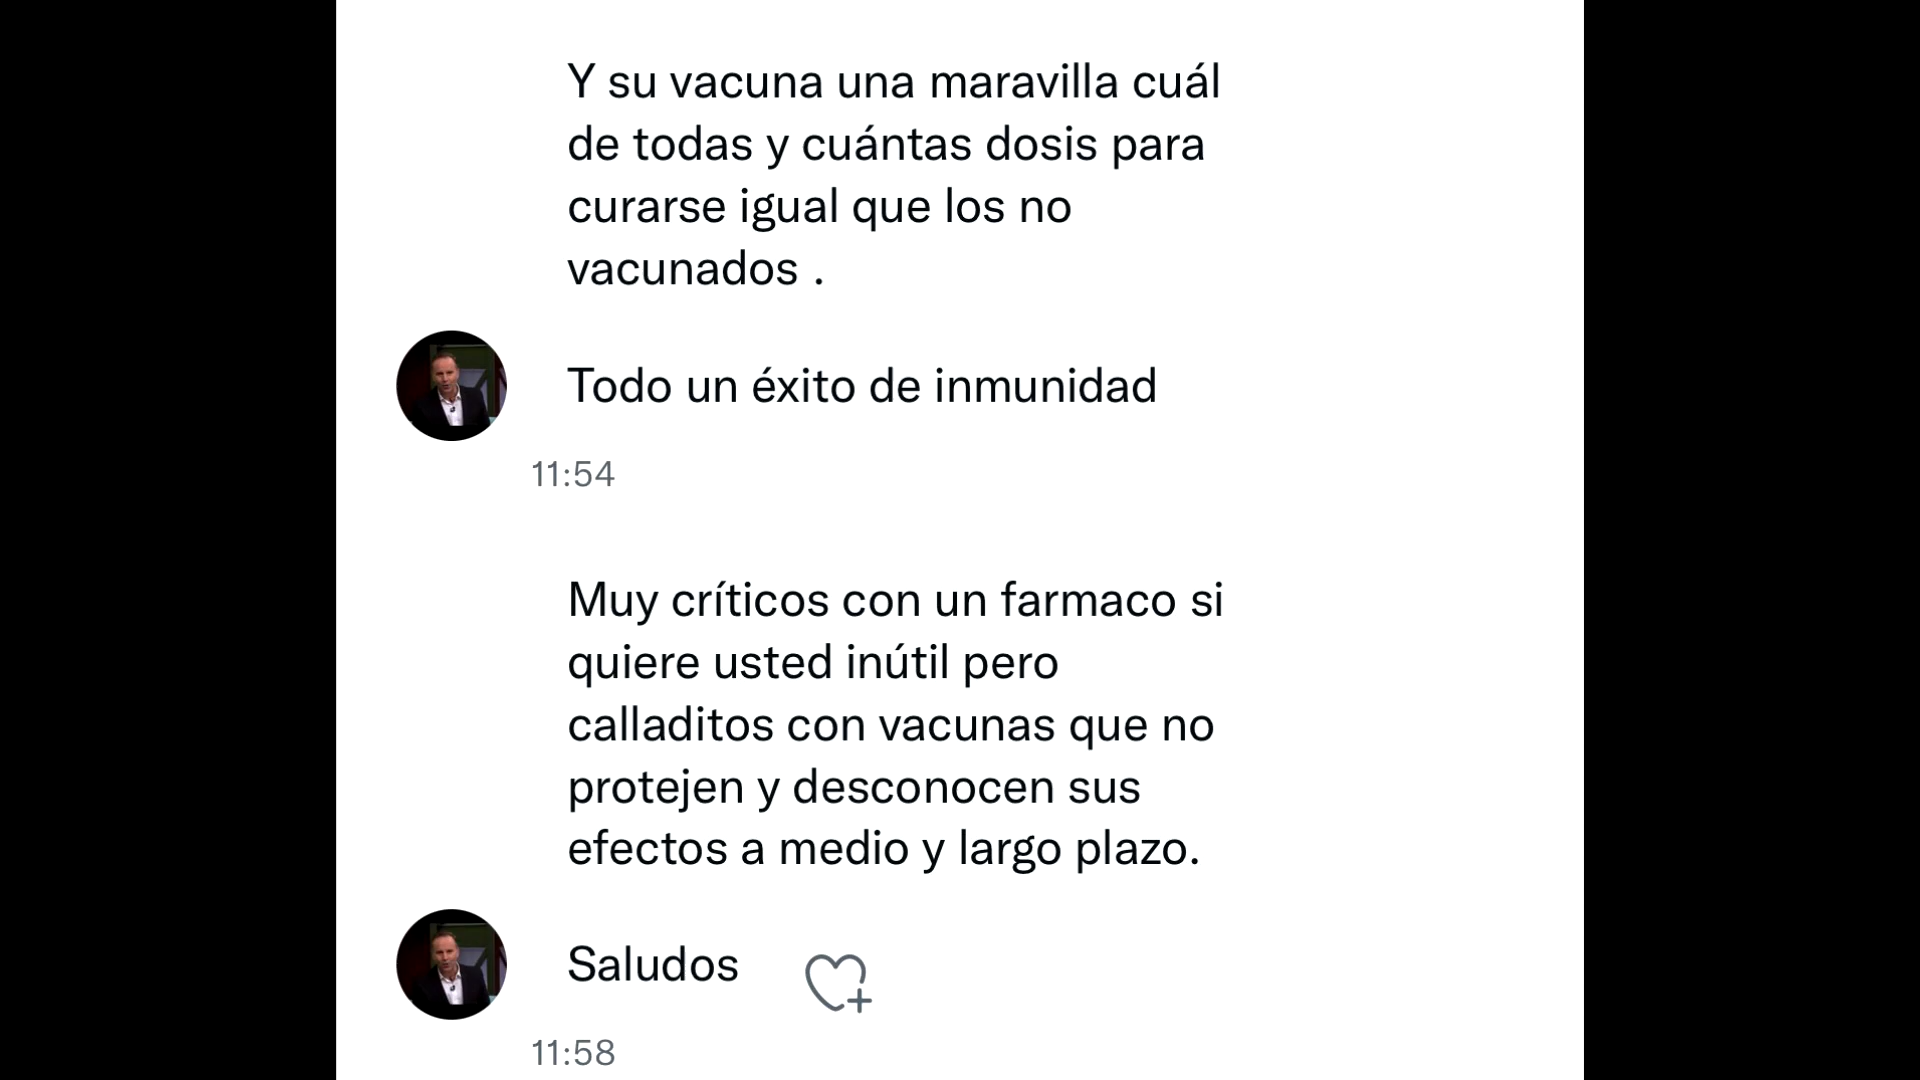 Y su vacuna una maravilla cuál
de todas y cuántas dosis para
curarse igual que los no
vacunados .
Todo un éxito de inmunidad
11:54
Muy críticos con un farmaco si
quiere usted inútil pero
calladitos con vacunas que no
protejen y desconocen sus
efectos a medio y largo plazo.
Saludos
11:58